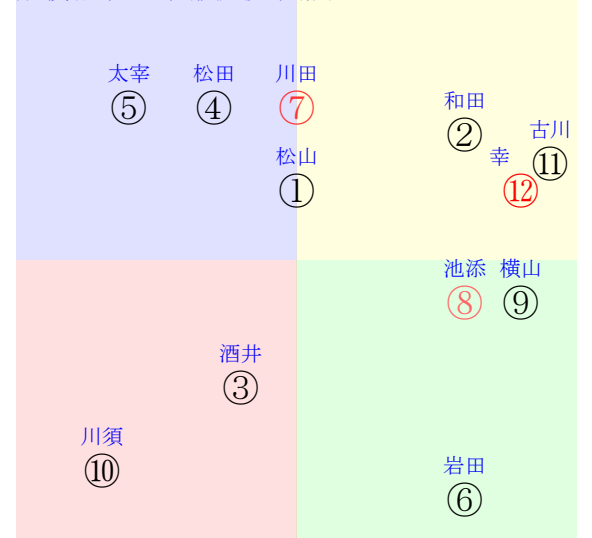 太宰 松田 川田
⑤ ④ ⑦
和田
②
古川
⑪
幸
⑫
松山
①
池添 横山
⑧ ⑨
酒井
③
川須
⑩
岩田
⑥